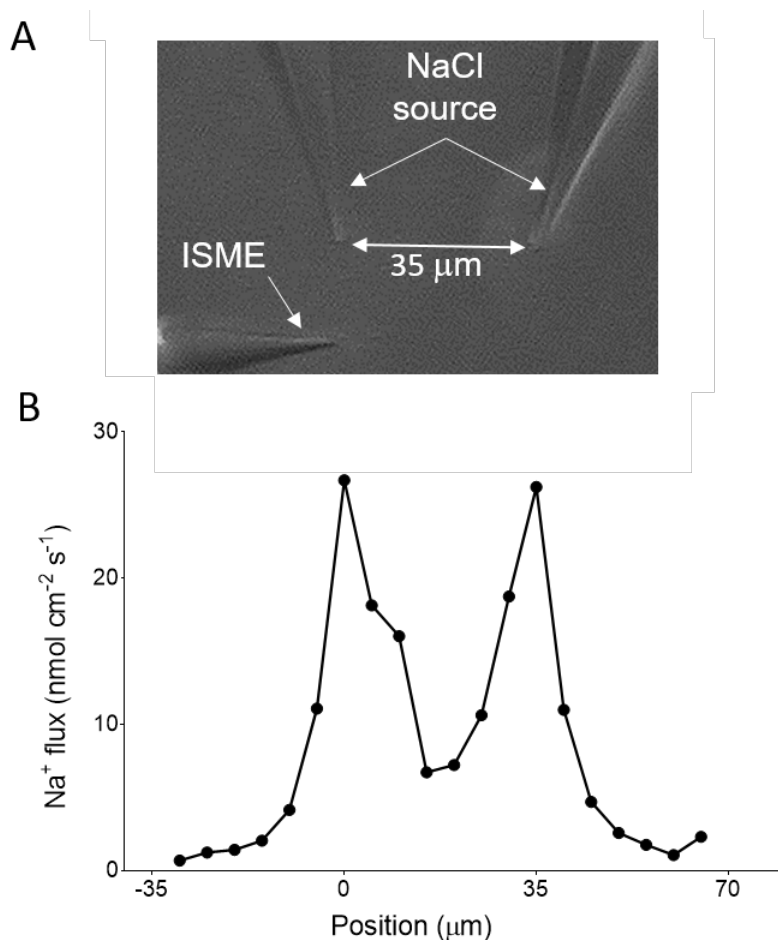 A
NaCl
source
ISME
35 μm
B
Na⁺ flux (nmol cm⁻² s⁻¹)
30
20
10
0
-35 0 35 70
Position (μm)